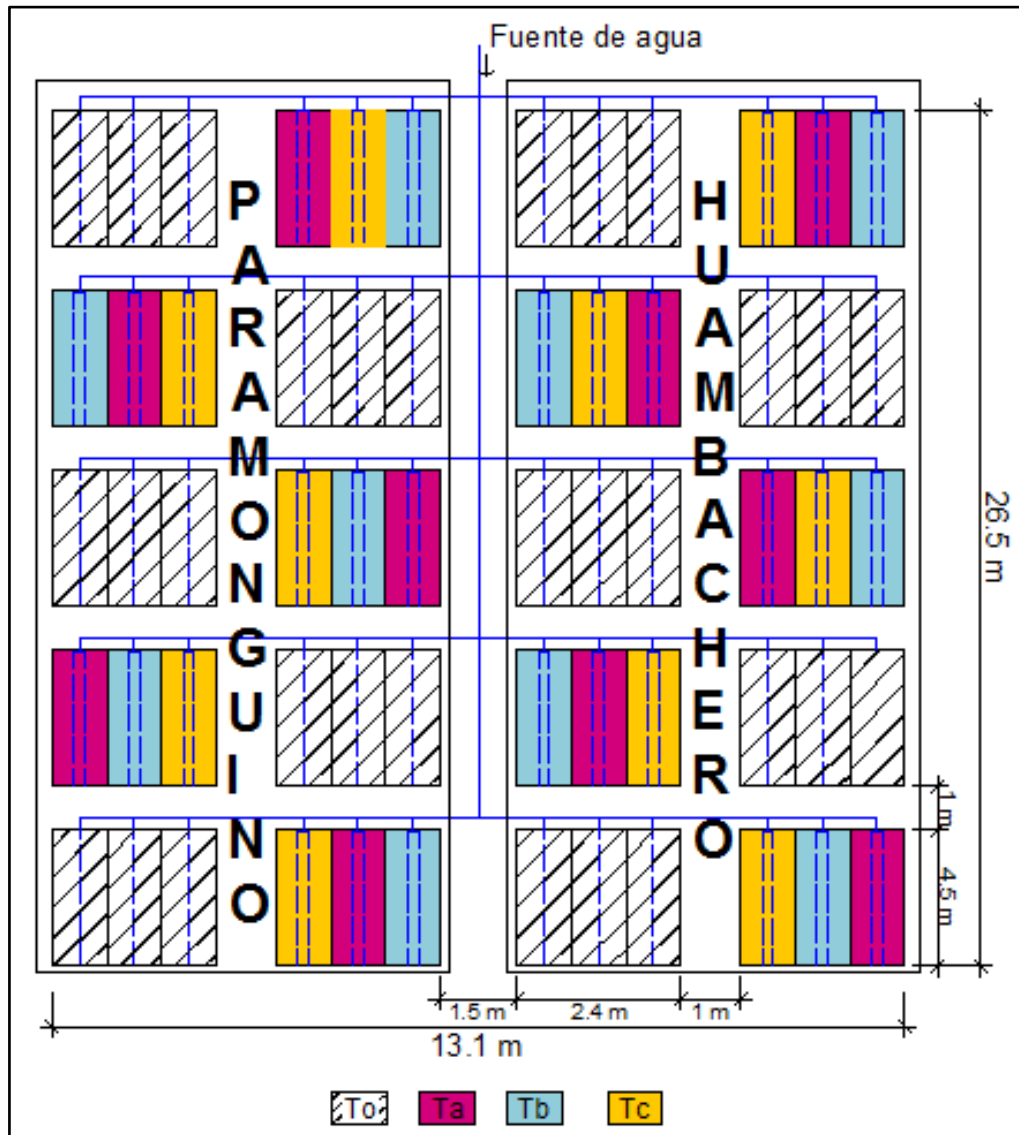 Fuente de agua
PARAMONGUINO
HUAMBACHERO
26.5 m
1 m
4.5 m
1.5 m
2.4 m
1 m
13.1 m
To
Ta
Tb
Tc